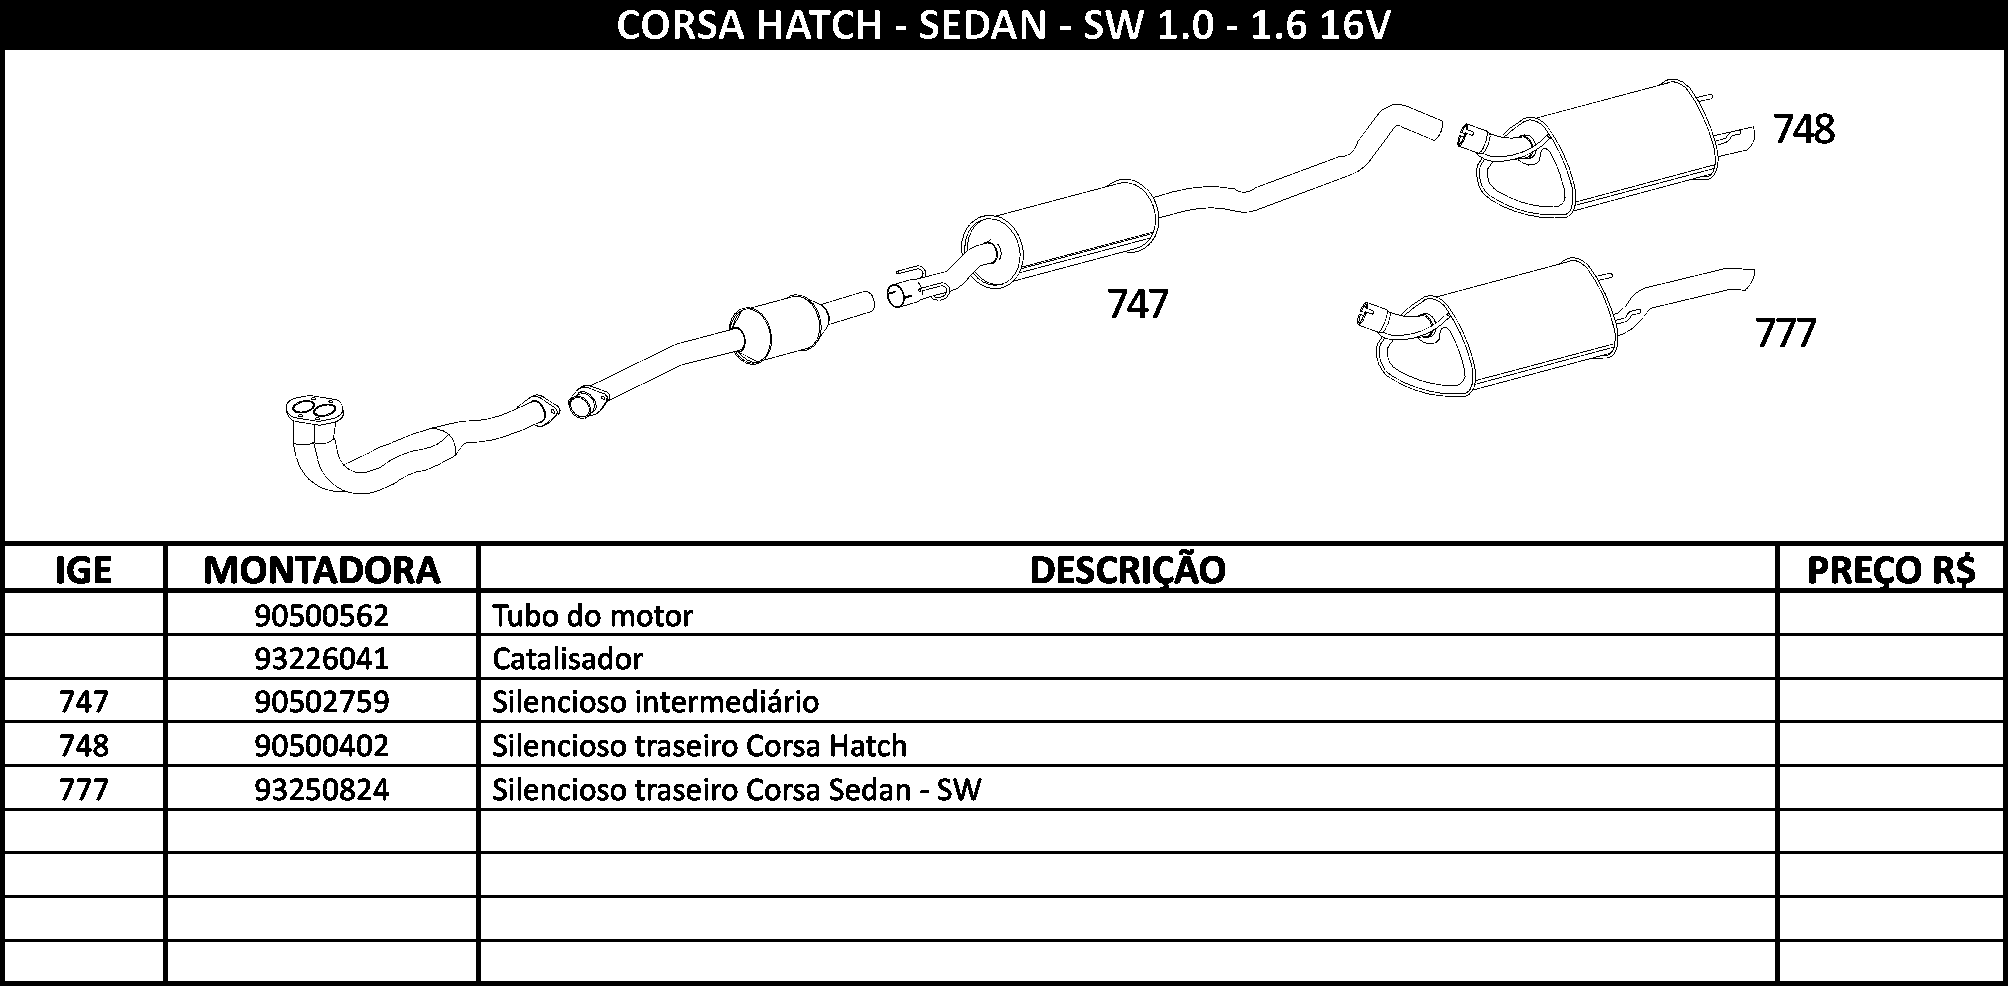 CORSA HATCH - SEDAN - SW 1.0 - 1.6 16V
748
747
777
IGE MONTADORA DESCRIÇÃO PREÇO R$
90500562 Tubo do motor
93226041 Catalisador
747 90502759 Silencioso intermediário
748 90500402 Silencioso traseiro Corsa Hatch
777 93250824 Silencioso traseiro Corsa Sedan - SW